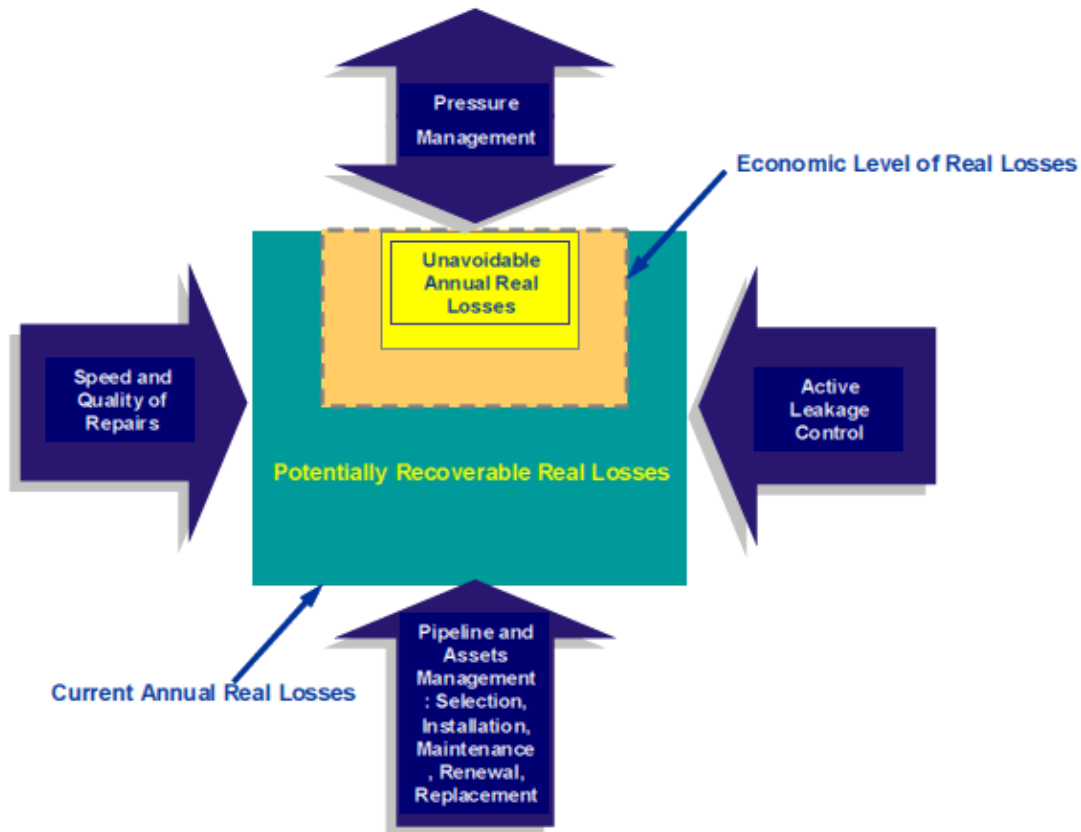 Pressure
Management
Economic Level of Real Losses
Unavoidable
Annual Real
Losses
Speed and
Quality of
Repairs
Active
Leakage
Control
Potentially Recoverable Real Losses
Pipeline and
Assets
Management
: Selection,
Installation,
Maintenance
, Renewal,
Replacement
Current Annual Real Losses